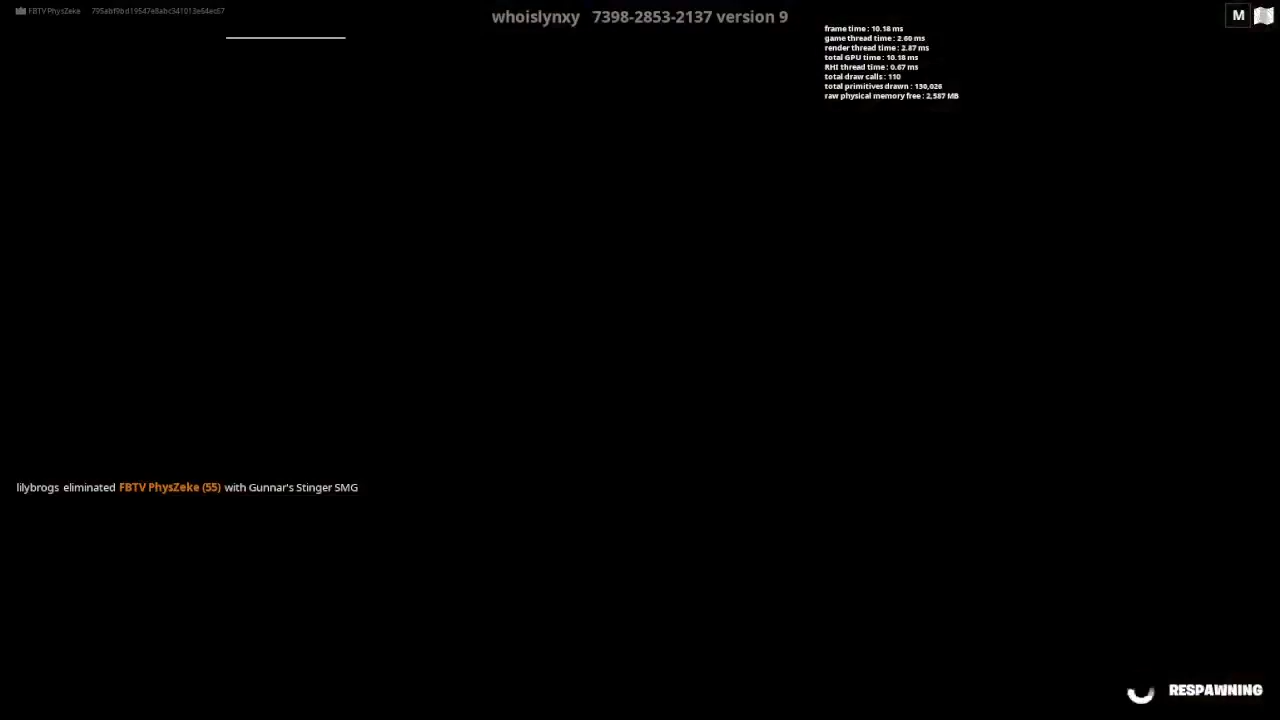 FBTV PhysZeke
whoislynxy 7398-2853-2137 version 9
M
frame time : 10.18 ms
game thread time : 2.60 ms
render thread time : 2.87 ms
total GPU time : 10.18 ms
RHI thread time : 0.67 ms
total draw calls : 110
total primitives drawn : 130,026
raw physical memory free : 2,587 MB
lilybrogs eliminated FBTV PhysZeke (55) with Gunnar's Stinger SMG
RESPAWNING